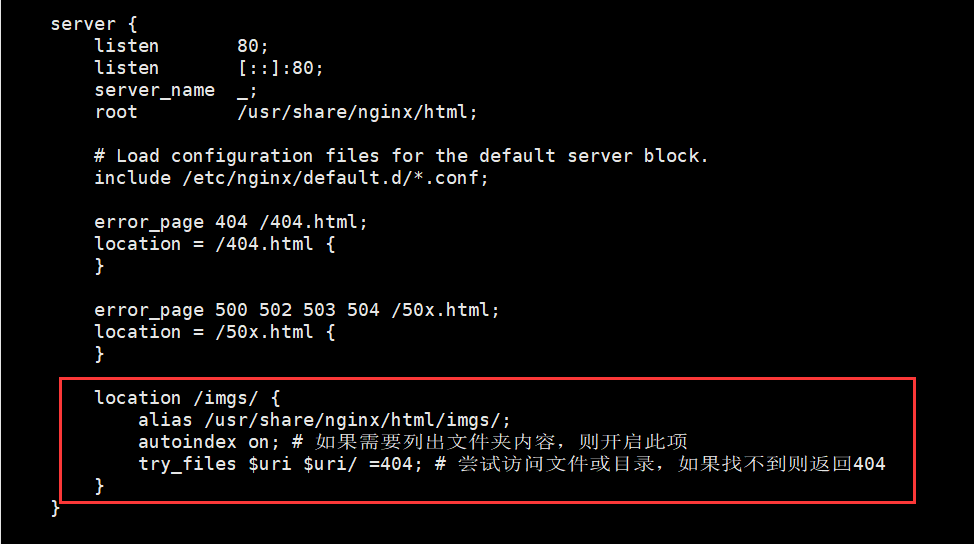 server {
    listen       80;
    listen       [::]:80;
    server_name  _;
    root         /usr/share/nginx/html;

    # Load configuration files for the default server block.
    include /etc/nginx/default.d/*.conf;

    error_page 404 /404.html;
    location = /404.html {
    }

    error_page 500 502 503 504 /50x.html;
    location = /50x.html {
    }

    location /imgs/ {
        alias /usr/share/nginx/html/imgs/;
        autoindex on; # 如果需要列出文件夹内容，则开启此项
        try_files $uri $uri/ =404; # 尝试访问文件或目录，如果找不到则返回404
    }
}